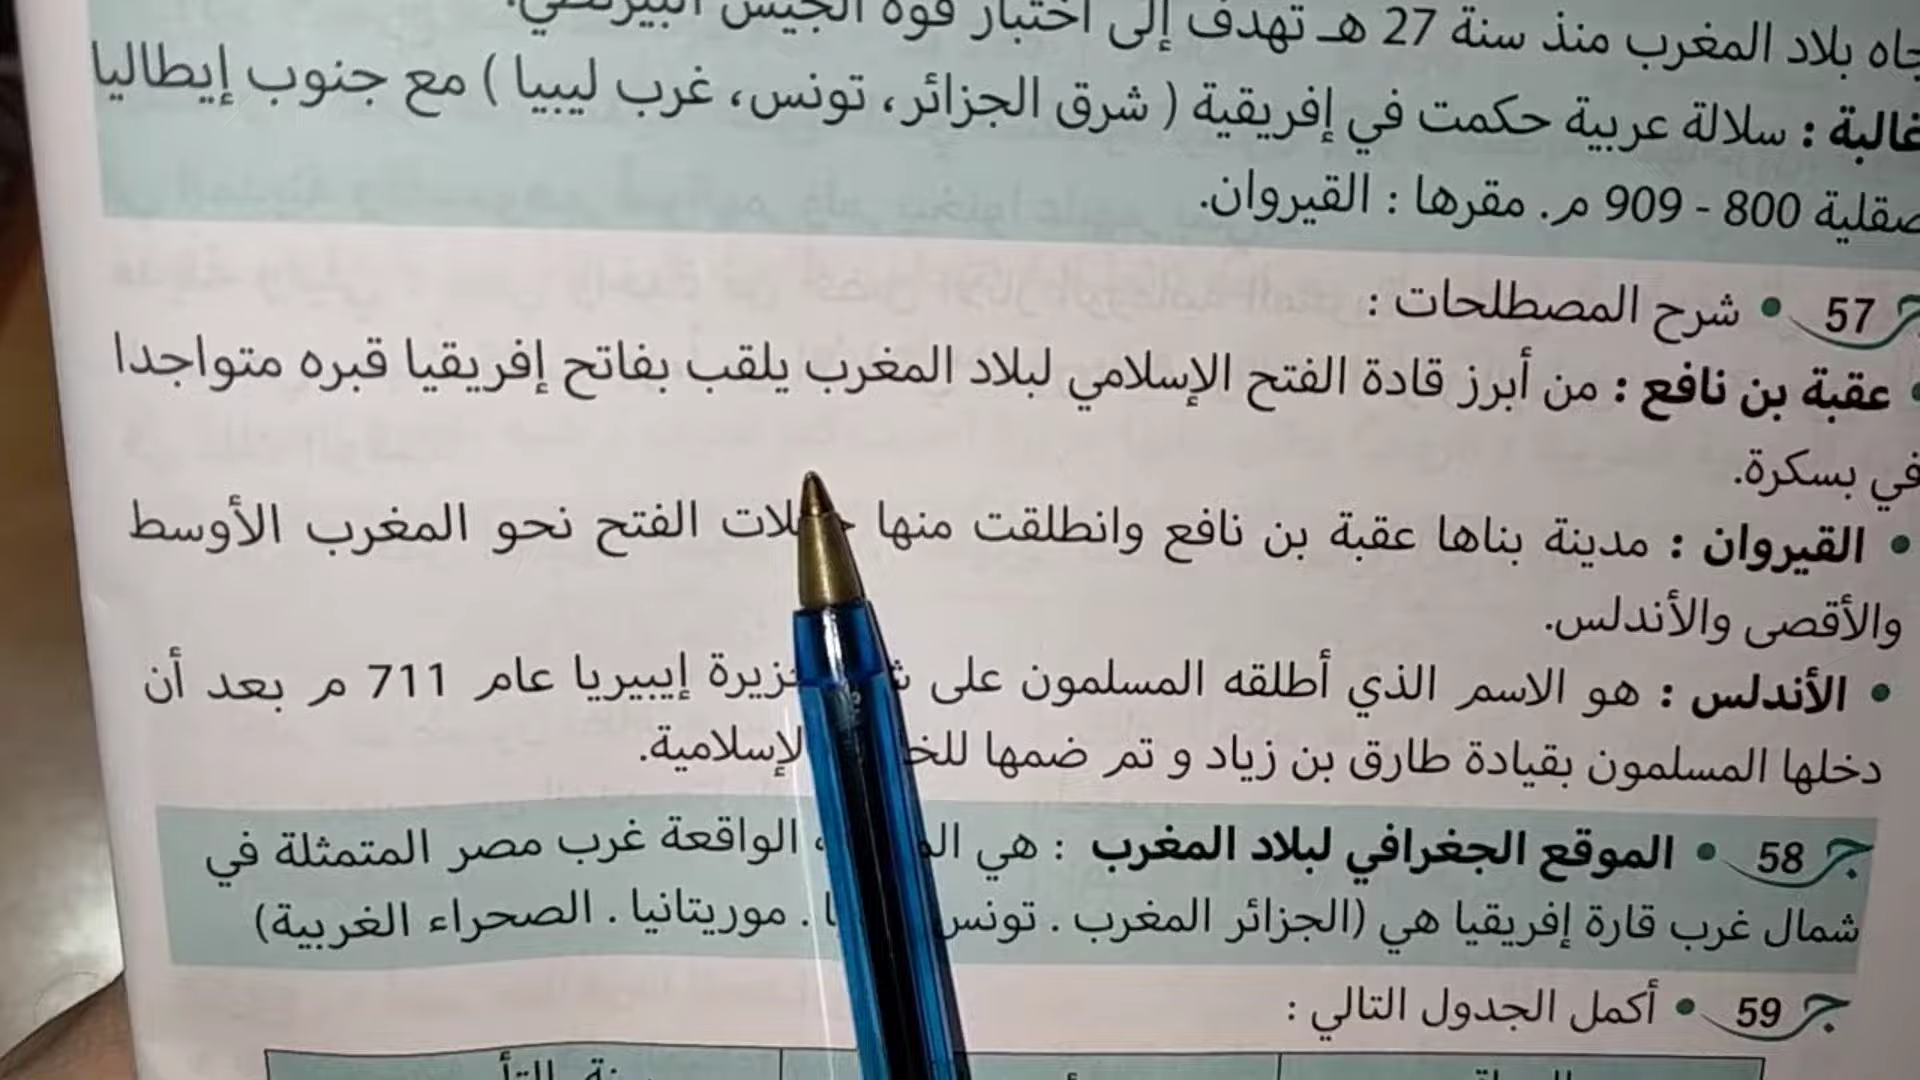 بلاد المغرب منذ سنة 27 هـ تهدف إلى اختبار قوة الجيش البيزنطي.
سلالة عربية حكمت في إفريقية ( شرق الجزائر، تونس، غرب ليبيا ) مع جنوب إيطاليا
800 - 909 م. مقرها : القيروان.
ج 57 • شرح المصطلحات :
• عقبة بن نافع : من أبرز قادة الفتح الإسلامي لبلاد المغرب يلقب بفاتح إفريقيا قبره متواجدا
في بسكرة.
• القيروان : مدينة بناها عقبة بن نافع وانطلقت منها الفتح نحو المغرب الأوسط
والأقصى والأندلس.
• الأندلس : هو الاسم الذي أطلقه المسلمون على إيبيريا عام 711 م بعد أن
دخلها المسلمون بقيادة طارق بن زياد و تم ضمها
ج 58 • الموقع الجغرافي لبلاد المغرب : هي الواقعة غرب مصر المتمثلة في
شمال غرب قارة إفريقيا هي (الجزائر المغرب . تونس . موريتانيا . الصحراء الغربية)
ج 59 • أكمل الجدول التالي :